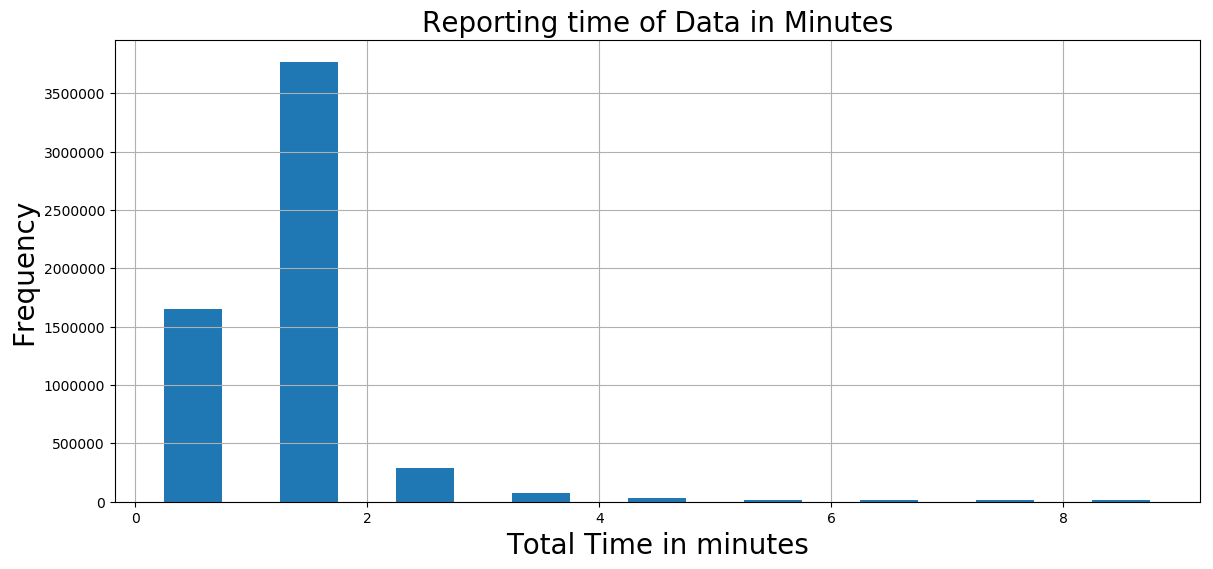 Reporting time of Data in Minutes
3500000
3000000
2500000
2000000
1500000
1000000
500000
0
Frequency
0 2 4 6 8
Total Time in minutes